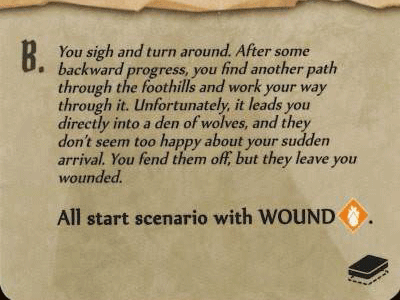 B.
You sigh and turn around. After some
backward progress, you find another path
through the foothills and work your way
through it. Unfortunately, it leads you
directly into a den of wolves, and they
don't seem too happy about your sudden
arrival. You fend them off, but they leave you
wounded.
All start scenario with WOUND .